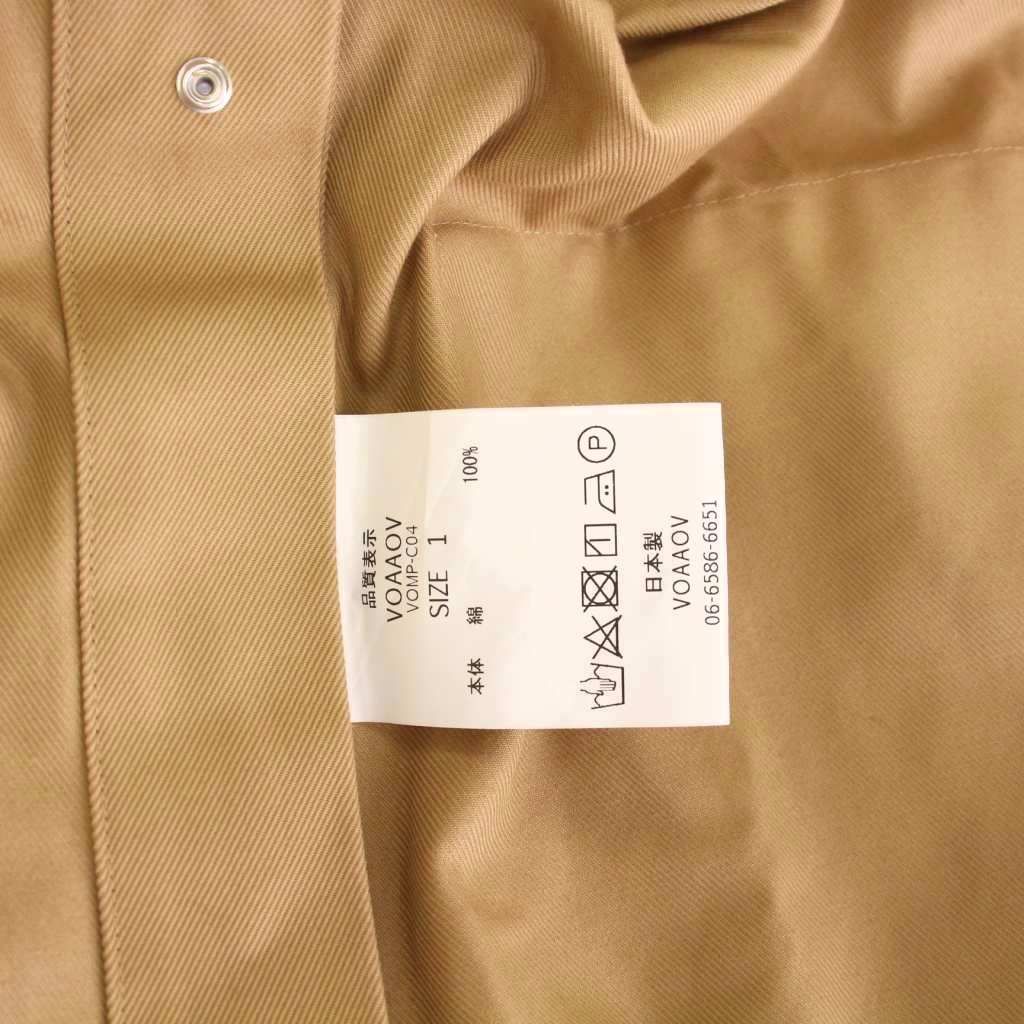 品質表示
VOAAOV
VOMP-C04
SIZE 1
本体 綿 100%
P
日本製
VOAAOV
06-6586-6651